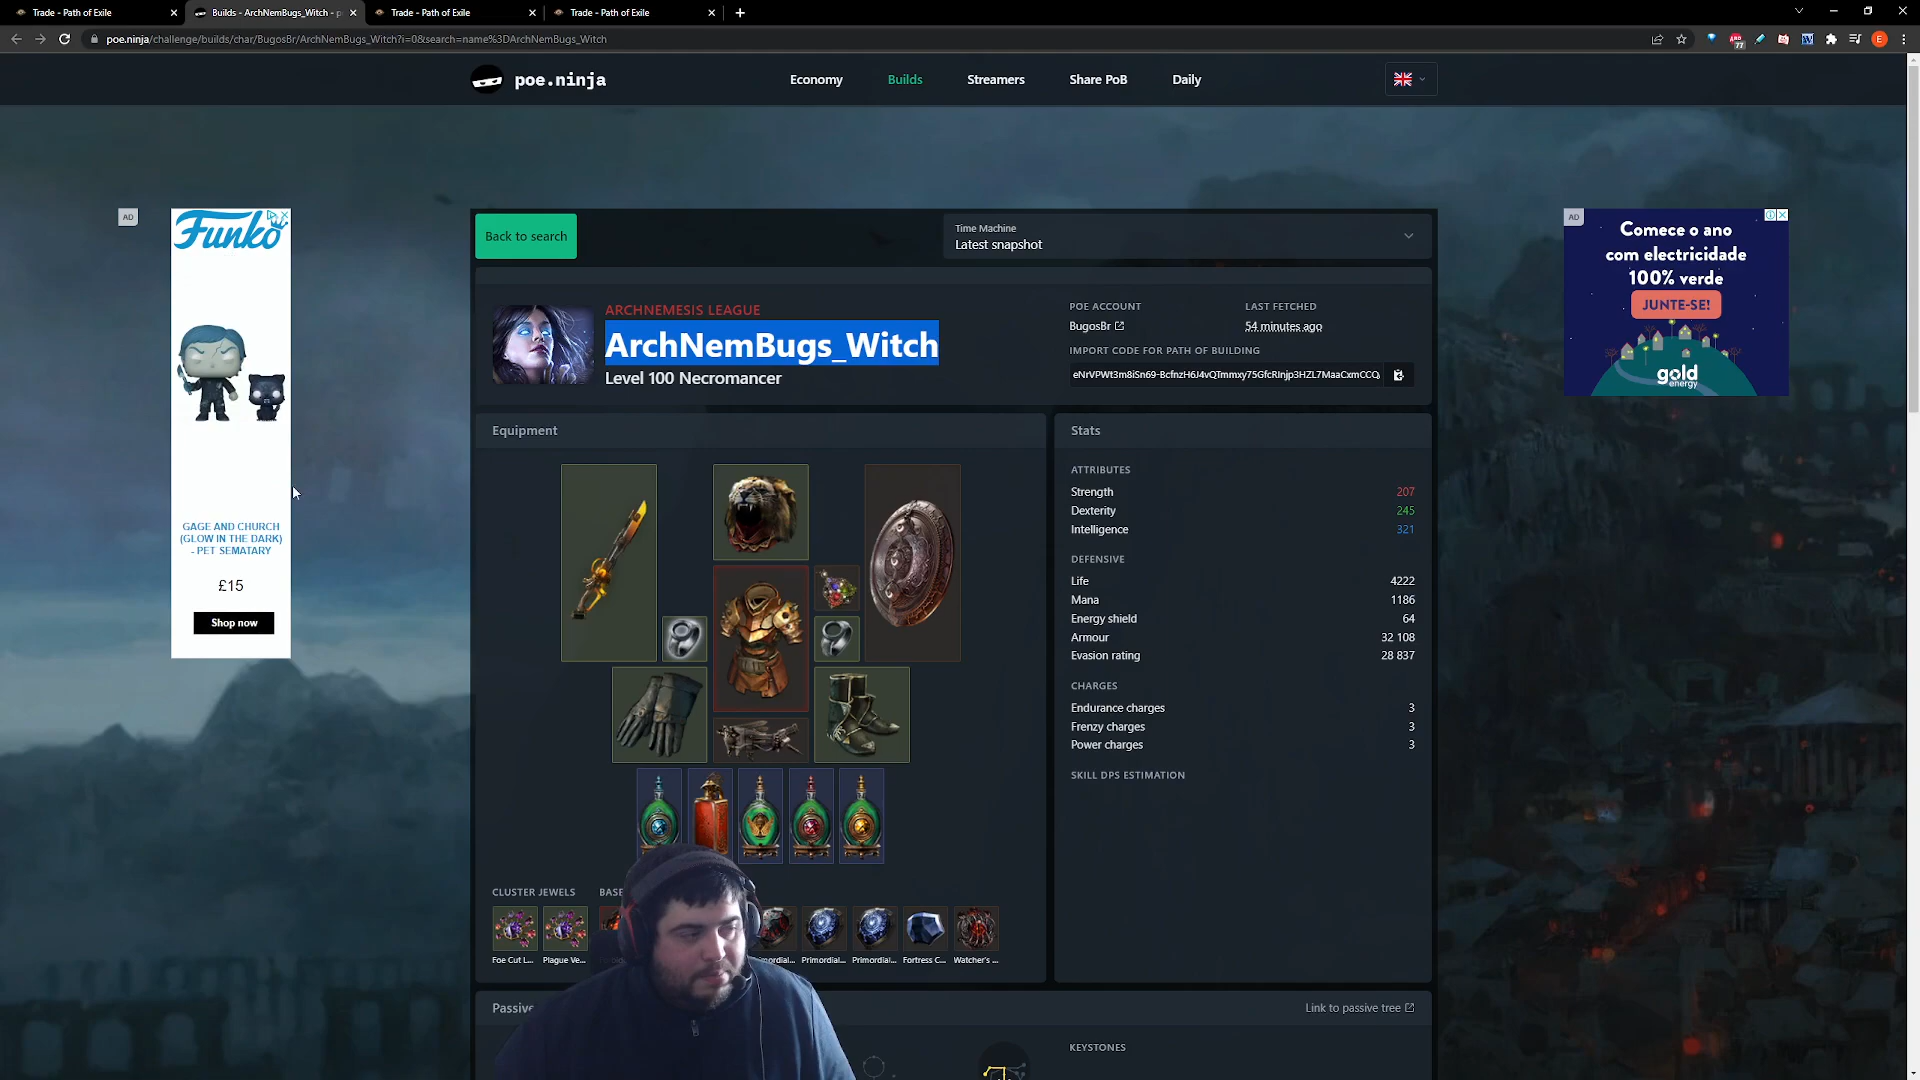 Trade - Path of Exile
Builds - ArchNemBugs_Witch - p
Trade - Path of Exile
Trade - Path of Exile
poe.ninja/challenge/builds/char/BugosBr/ArchNemBugs_Witch?i=0&search=name%3DArchNemBugs_Witch
77
E
poe.ninja
Economy
Builds
Streamers
Share PoB
Daily
AD
Funko
GAGE AND CHURCH
(GLOW IN THE DARK)
- PET SEMATARY
£15
Shop now
Back to search
Time Machine
Latest snapshot
ARCHNEMESIS LEAGUE
ArchNemBugs_Witch
Level 100 Necromancer
POE ACCOUNT
BugosBr
LAST FETCHED
54 minutes ago
IMPORT CODE FOR PATH OF BUILDING
Equipment
CLUSTER JEWELS
BASE
Foe Cut L...
Plague Ve...
Primordial...
Primordial...
Fortress C...
Watcher's ...
Stats
ATTRIBUTES
Strength 207
Dexterity 245
Intelligence 321
DEFENSIVE
Life 4222
Mana 1186
Energy shield 64
Armour 32 108
Evasion rating 28 837
CHARGES
Endurance charges 3
Frenzy charges 3
Power charges 3
SKILL DPS ESTIMATION
Passive
Link to passive tree
KEYSTONES
AD
Comece o ano
com electricidade
100% verde
JUNTE-SE!
gold
energy